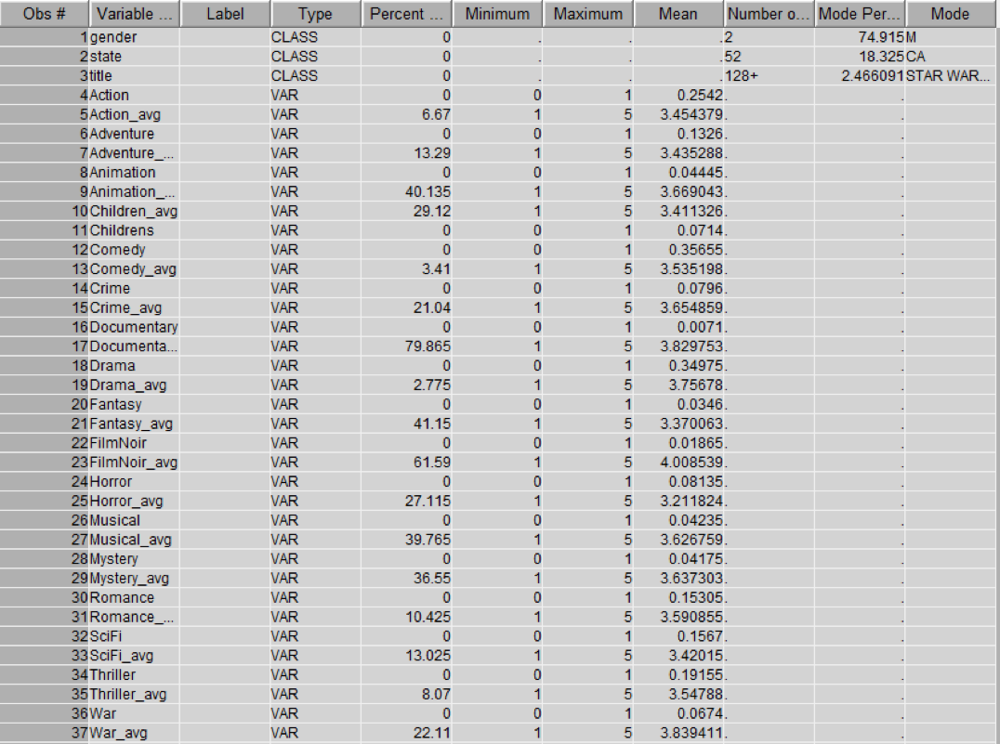 Obs # Variable ... Label Type Percent ... Minimum Maximum Mean Number o... Mode Per... Mode
1 gender CLASS 0 . . . 2 74.915 M
2 state CLASS 0 . . . 52 18.325 CA
3 title CLASS 0 . . . 128+ 2.466091 STAR WAR...
4 Action VAR 0 0 1 0.2542 . .
5 Action_avg VAR 6.67 1 5 3.454379 . .
6 Adventure VAR 0 0 1 0.1326 . .
7 Adventure_... VAR 13.29 1 5 3.435288 . .
8 Animation VAR 0 0 1 0.04445 . .
9 Animation_... VAR 40.135 1 5 3.669043 . .
10 Children_avg VAR 29.12 1 5 3.411326 . .
11 Childrens VAR 0 0 1 0.0714 . .
12 Comedy VAR 0 0 1 0.35655 . .
13 Comedy_avg VAR 3.41 1 5 3.535198 . .
14 Crime VAR 0 0 1 0.0796 . .
15 Crime_avg VAR 21.04 1 5 3.654859 . .
16 Documentary VAR 0 0 1 0.0071 . .
17 Documenta... VAR 79.865 1 5 3.829753 . .
18 Drama VAR 0 0 1 0.34975 . .
19 Drama_avg VAR 2.775 1 5 3.75678 . .
20 Fantasy VAR 0 0 1 0.0346 . .
21 Fantasy_avg VAR 41.15 1 5 3.370063 . .
22 FilmNoir VAR 0 0 1 0.01865 . .
23 FilmNoir_avg VAR 61.59 1 5 4.008539 . .
24 Horror VAR 0 0 1 0.08135 . .
25 Horror_avg VAR 27.115 1 5 3.211824 . .
26 Musical VAR 0 0 1 0.04235 . .
27 Musical_avg VAR 39.765 1 5 3.626759 . .
28 Mystery VAR 0 0 1 0.04175 . .
29 Mystery_avg VAR 36.55 1 5 3.637303 . .
30 Romance VAR 0 0 1 0.15305 . .
31 Romance_... VAR 10.425 1 5 3.590855 . .
32 SciFi VAR 0 0 1 0.1567 . .
33 SciFi_avg VAR 13.025 1 5 3.42015 . .
34 Thriller VAR 0 0 1 0.19155 . .
35 Thriller_avg VAR 8.07 1 5 3.54788 . .
36 War VAR 0 0 1 0.0674 . .
37 War_avg VAR 22.11 1 5 3.839411 . .